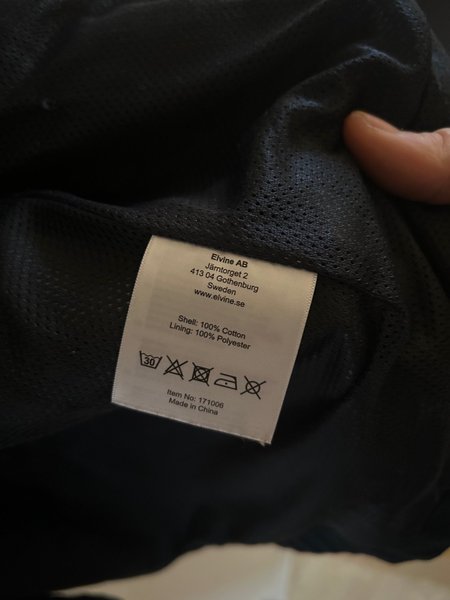 Elvine AB
Järntorget 2
413 04 Gothenburg
Sweden
www.elvine.se
Shell: 100% Cotton
Lining: 100% Polyester
30
Item No: 171006
Made in China